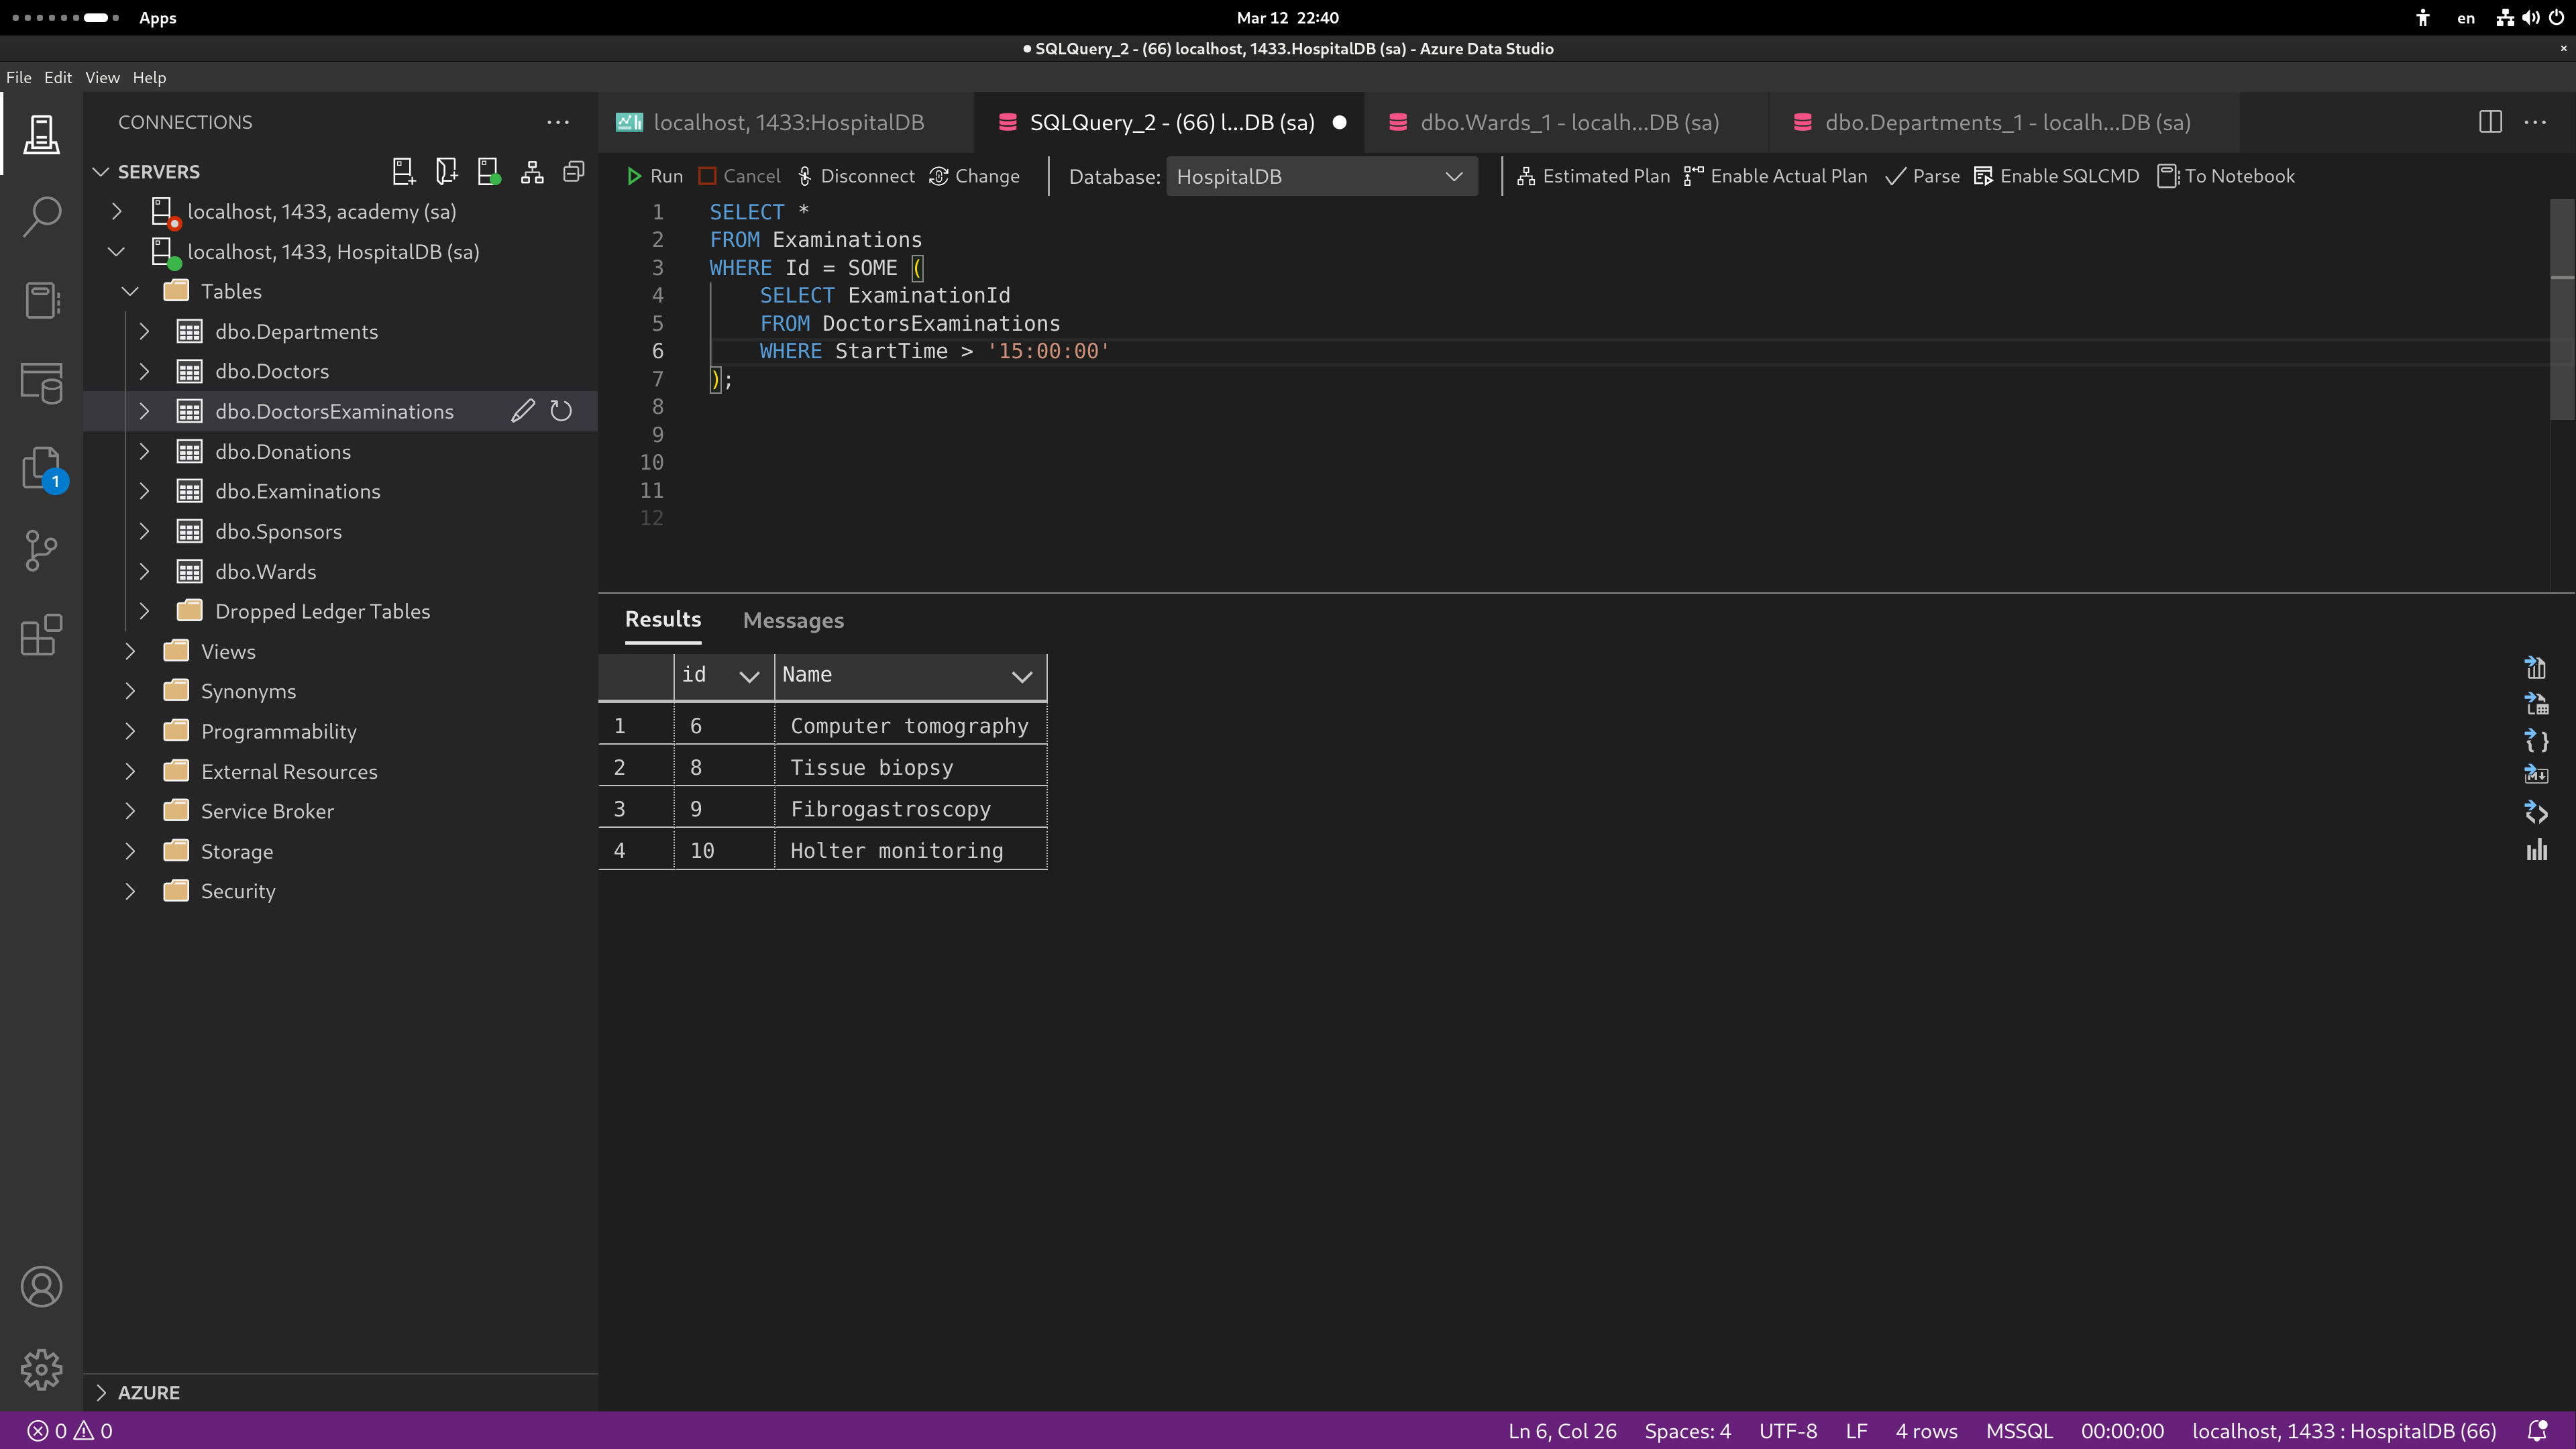 Apps
Mar 12 22:40
en
SQLQuery_2 - (66) localhost, 1433.HospitalDB (sa) - Azure Data Studio
File Edit View Help
CONNECTIONS
SERVERS
localhost, 1433, academy (sa)
localhost, 1433, HospitalDB (sa)
Tables
dbo.Departments
dbo.Doctors
dbo.DoctorsExaminations
dbo.Donations
dbo.Examinations
dbo.Sponsors
dbo.Wards
Dropped Ledger Tables
Views
Synonyms
Programmability
External Resources
Service Broker
Storage
Security
AZURE
1
localhost, 1433:HospitalDB
SQLQuery_2 - (66) l...DB (sa)
dbo.Wards_1 - localh...DB (sa)
dbo.Departments_1 - localh...DB (sa)
Run Cancel Disconnect Change Database: HospitalDB Estimated Plan Enable Actual Plan Parse Enable SQLCMD To Notebook
1 SELECT *
2 FROM Examinations
3 WHERE Id = SOME (
4 SELECT ExaminationId
5 FROM DoctorsExaminations
6 WHERE StartTime > '15:00:00'
7 );
8
9
10
11
12
Results Messages
id Name
1 6 Computer tomography
2 8 Tissue biopsy
3 9 Fibrogastroscopy
4 10 Holter monitoring
0 0
Ln 6, Col 26 Spaces: 4 UTF-8 LF 4 rows MSSQL 00:00:00 localhost, 1433 : HospitalDB (66)